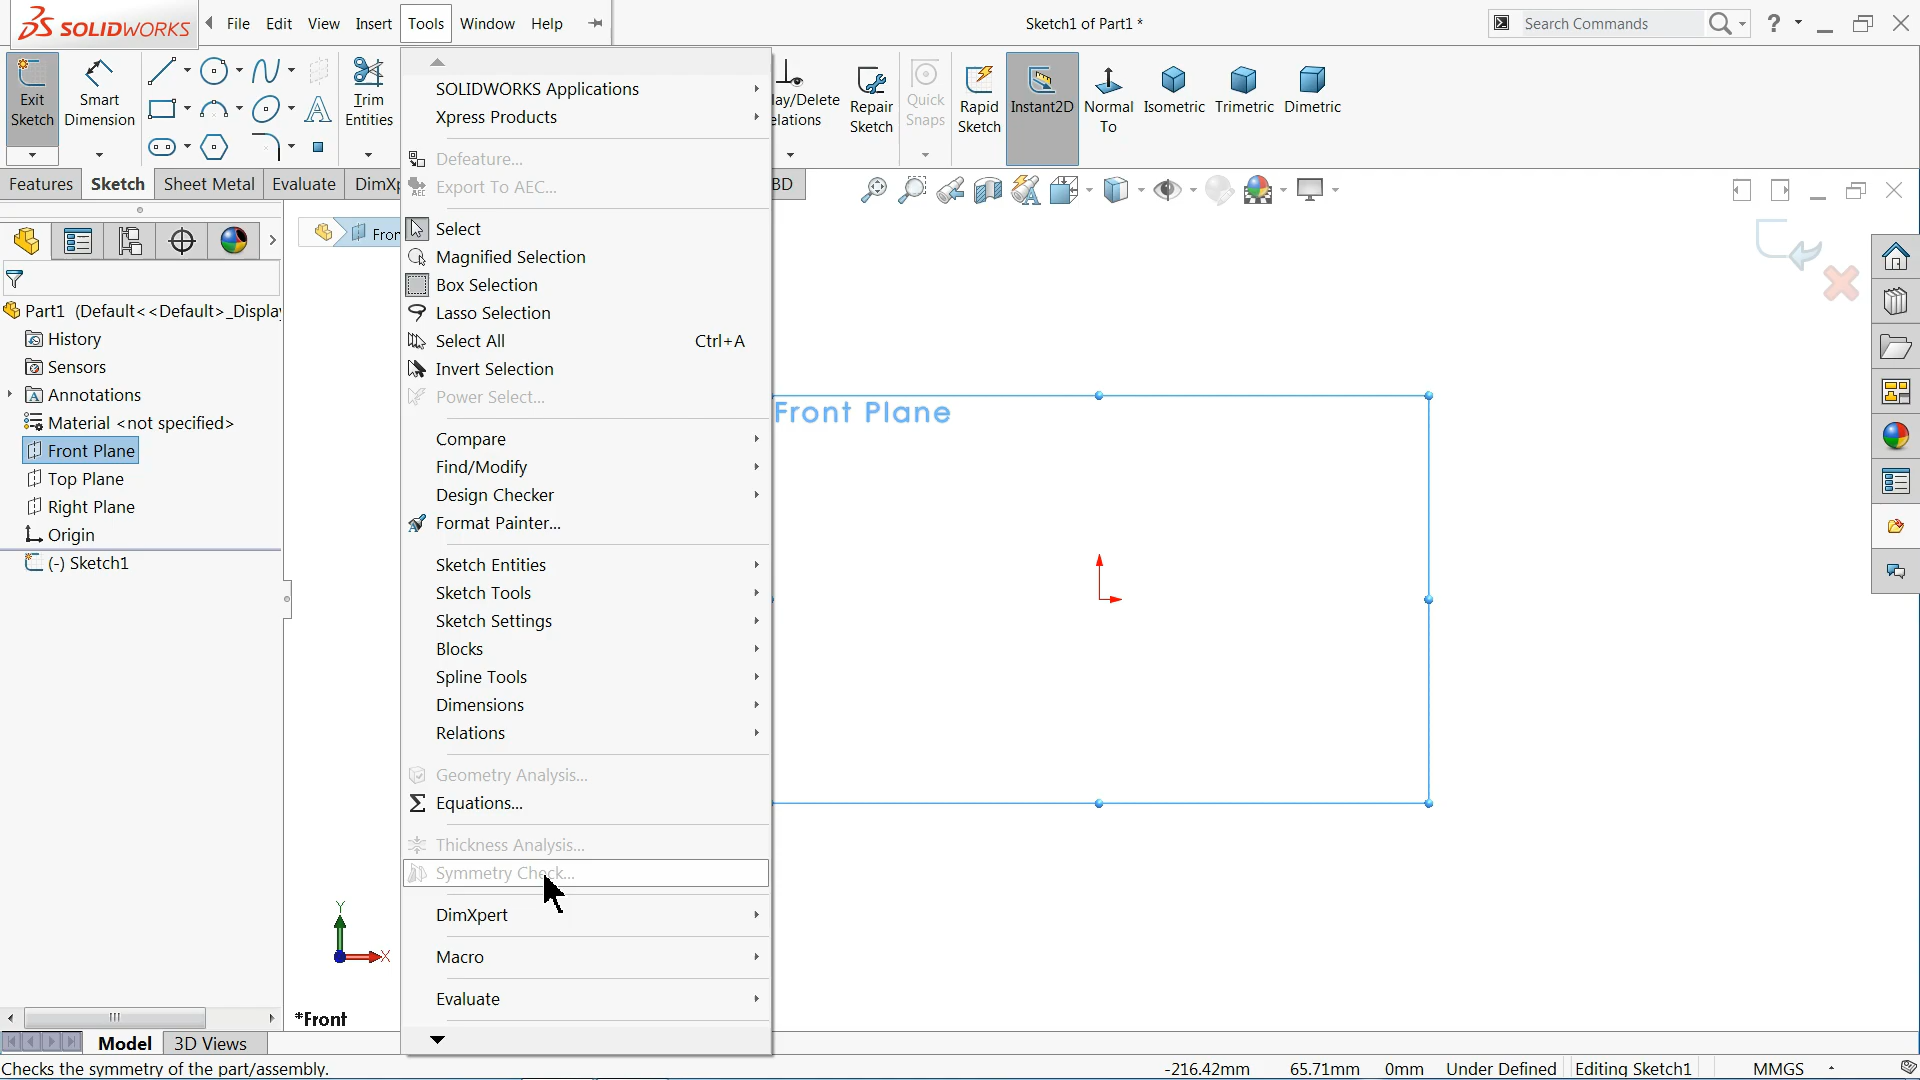 SOLIDWORKS
File Edit View Insert Tools Window Help
Sketch1 of Part1 *
Search Commands
Exit Sketch
Smart Dimension
Trim Entities
lay/Delete
elations
Repair Sketch
Quick Snaps
Rapid Sketch
Instant2D
Normal To
Isometric
Trimetric
Dimetric
Features Sketch Sheet Metal Evaluate DimXp
BD
Fron
Part1 (Default<<Default>_Display
History
Sensors
Annotations
Material <not specified>
Front Plane
Top Plane
Right Plane
Origin
(-) Sketch1
SOLIDWORKS Applications
Xpress Products
Defeature...
Export To AEC...
Select
Magnified Selection
Box Selection
Lasso Selection
Select All Ctrl+A
Invert Selection
Power Select...
Compare
Find/Modify
Design Checker
Format Painter...
Sketch Entities
Sketch Tools
Sketch Settings
Blocks
Spline Tools
Dimensions
Relations
Geometry Analysis...
Equations...
Thickness Analysis...
Symmetry Check...
DimXpert
Macro
Evaluate
Front Plane
Y
X
*Front
Model 3D Views
Checks the symmetry of the part/assembly.
-216.42mm 65.71mm 0mm Under Defined Editing Sketch1 MMGS